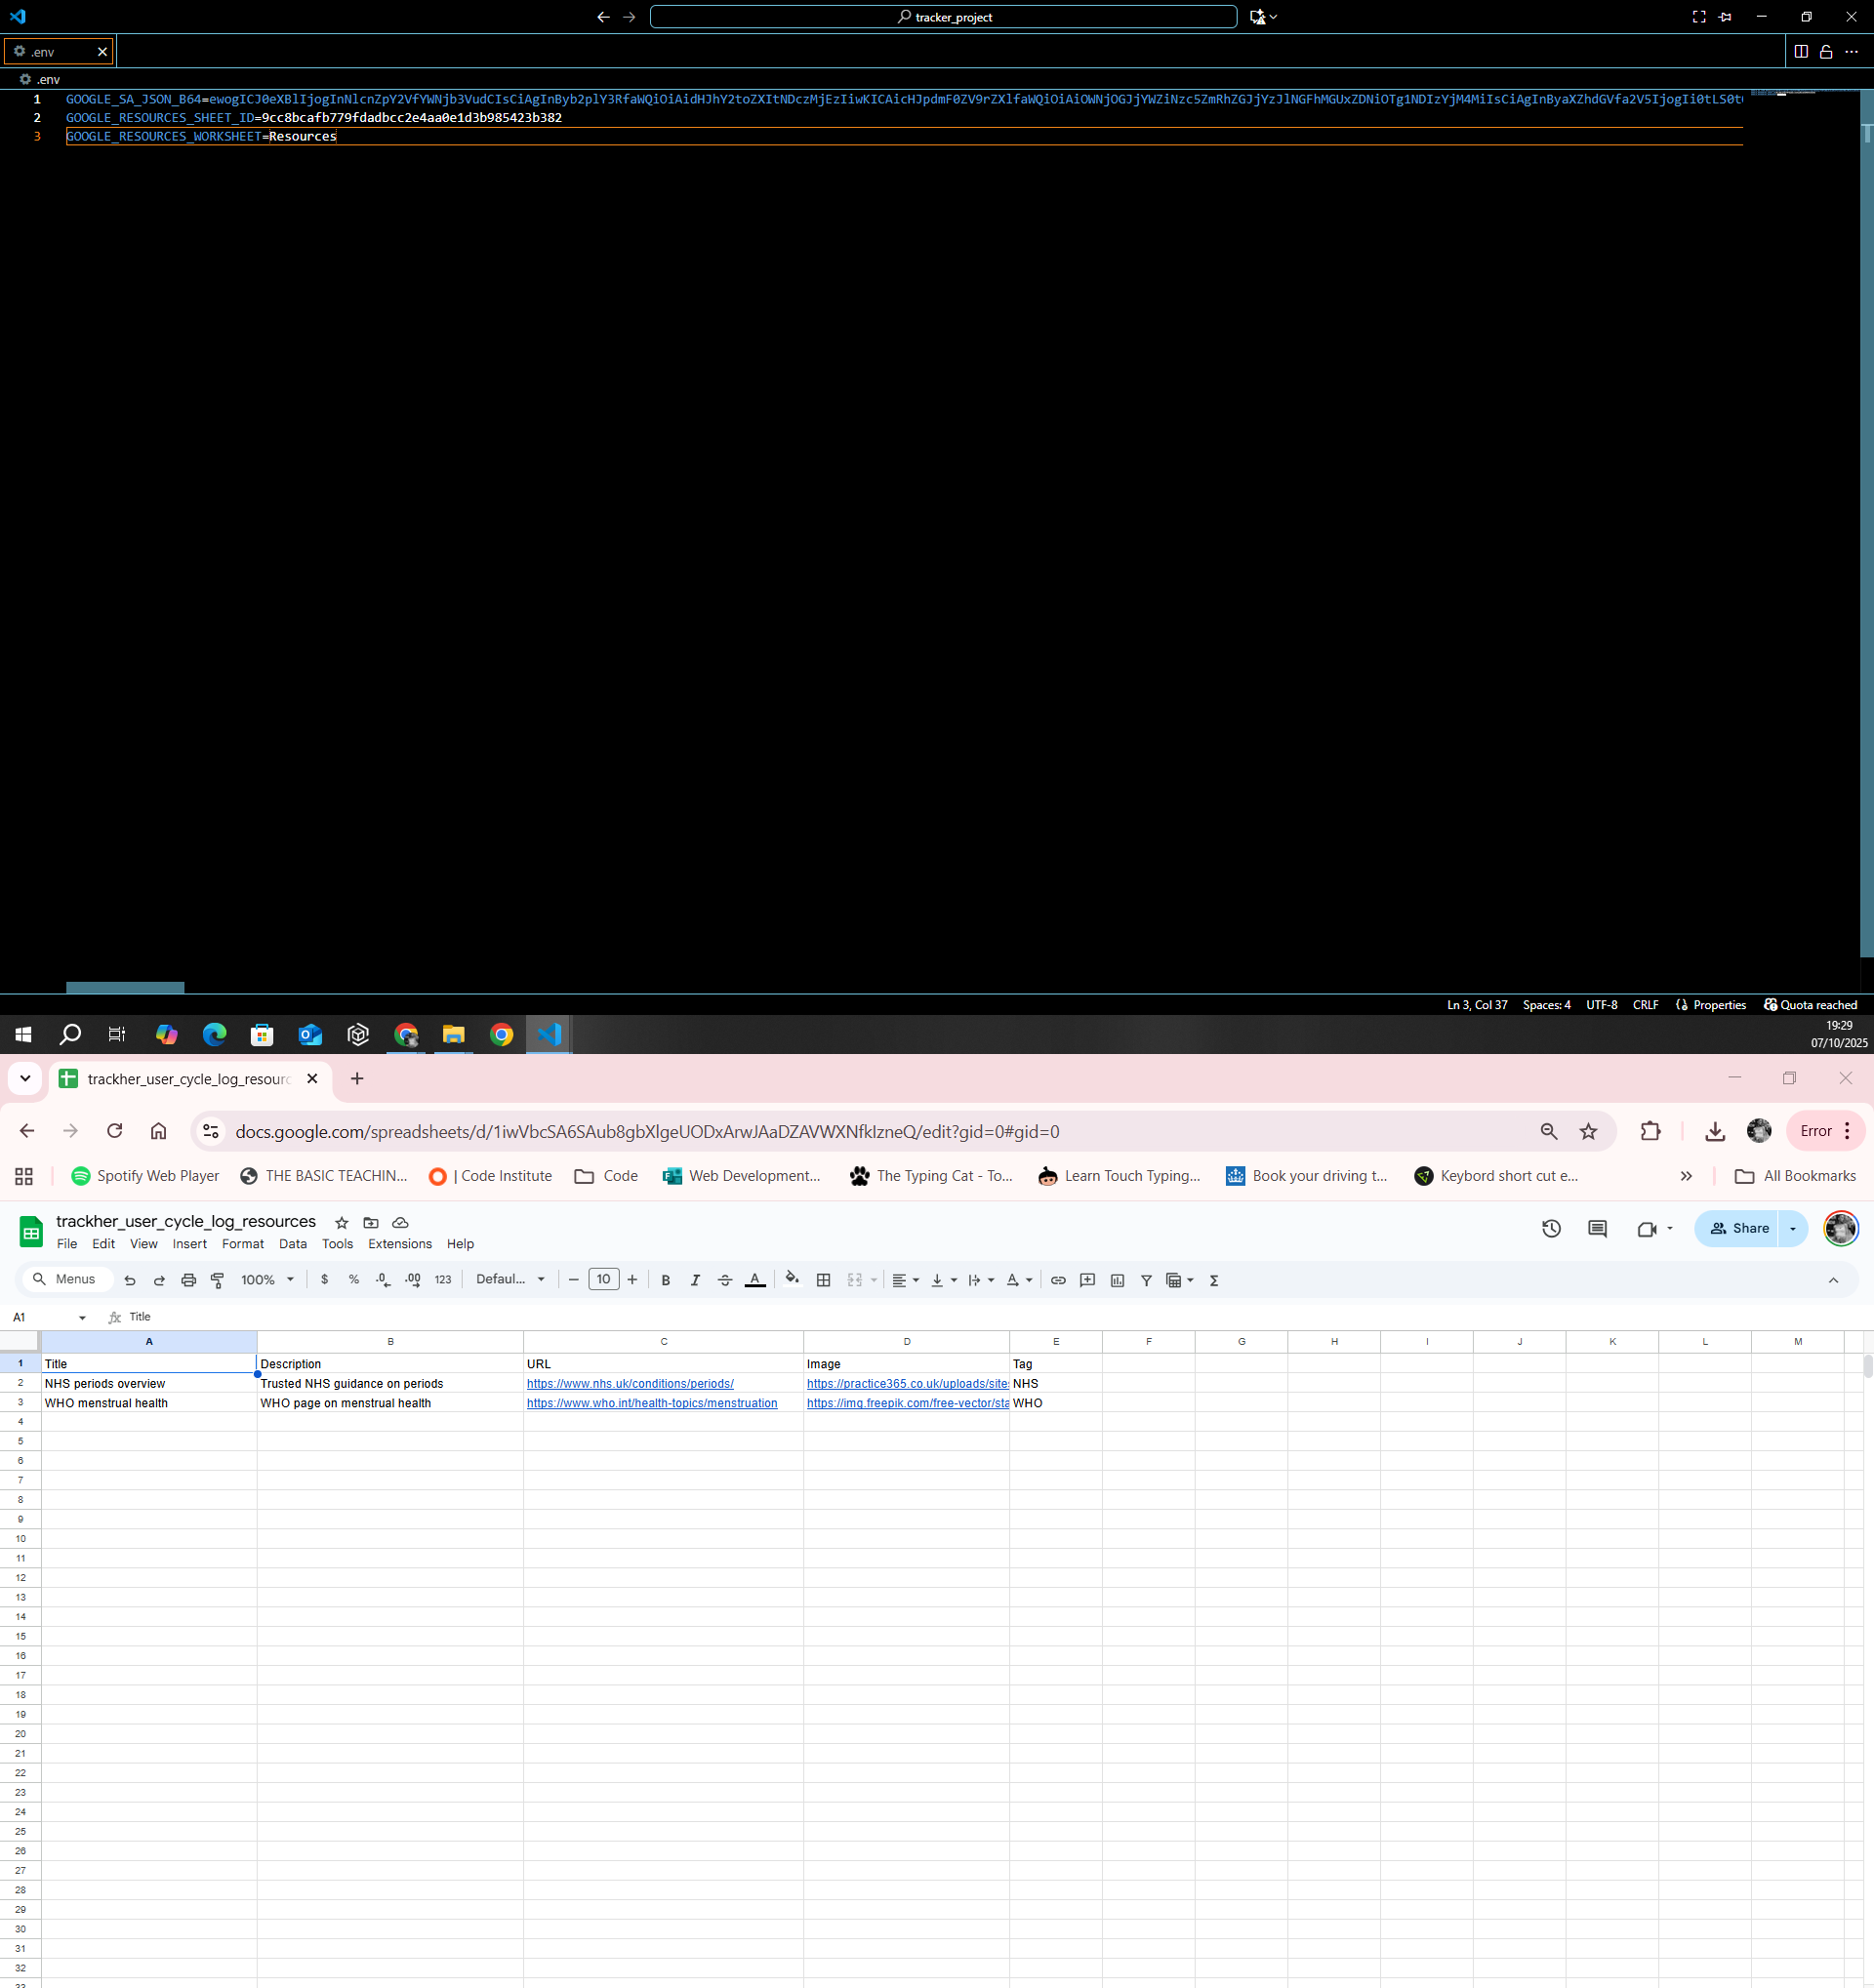 tracker_project
.env
.env
1 GOOGLE_SA_JSON_B64=
2 GOOGLE_RESOURCES_SHEET_ID=9cc8bcafb779fdadbcc2e4aa0e1d3b985423b382
3 GOOGLE_RESOURCES_WORKSHEET=Resources
Ln 3, Col 37 Spaces: 4 UTF-8 CRLF Properties Quota reached
19:29
07/10/2025
trackher_user_cycle_log_resourc
docs.google.com/spreadsheets/d/1iwVbcSA6SAub8gbXlgeUODxArwJAaDZAVWXNfkIzneQ/edit?gid=0#gid=0
Error
Spotify Web Player THE BASIC TEACHIN... | Code Institute Code Web Development... The Typing Cat - To... Learn Touch Typing... Book your driving t... Keybord short cut e... All Bookmarks
trackher_user_cycle_log_resources
File Edit View Insert Format Data Tools Extensions Help
Share
Menus 100% $ % .0 .00 123 Defaul... 10 B I S A
A1 fx Title
A B C D E F G H I J K L M
1 Title Description URL Image Tag
2 NHS periods overview Trusted NHS guidance on periods https://www.nhs.uk/conditions/periods/ https://practice365.co.uk/uploads/site NHS
3 WHO menstrual health WHO page on menstrual health https://www.who.int/health-topics/menstruation https://img.freepik.com/free-vector/sta WHO
4
5
6
7
8
9
10
11
12
13
14
15
16
17
18
19
20
21
22
23
24
25
26
27
28
29
30
31
32
33